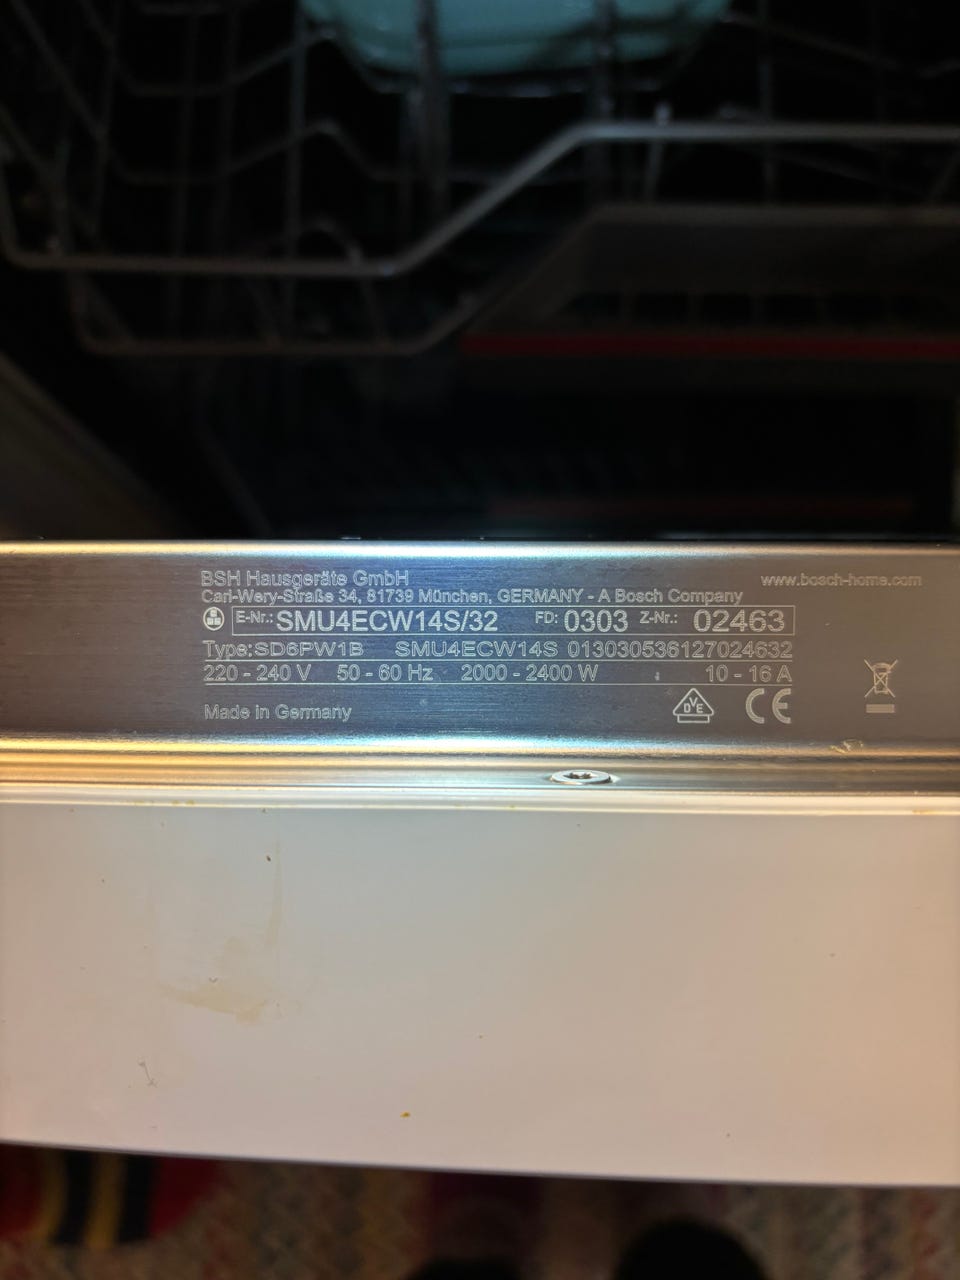 BSH Hausgeräte GmbH
www.bosch-home.com
Carl-Wery-Straße 34, 81739 München, GERMANY - A Bosch Company
E-Nr.: SMU4ECW14S/32 FD: 0303 Z-Nr.: 02463
Type: SD6PW1B SMU4ECW14S 013030536127024632
220 - 240 V 50 - 60 Hz 2000 - 2400 W 10 - 16 A
Made in Germany
DVE CE